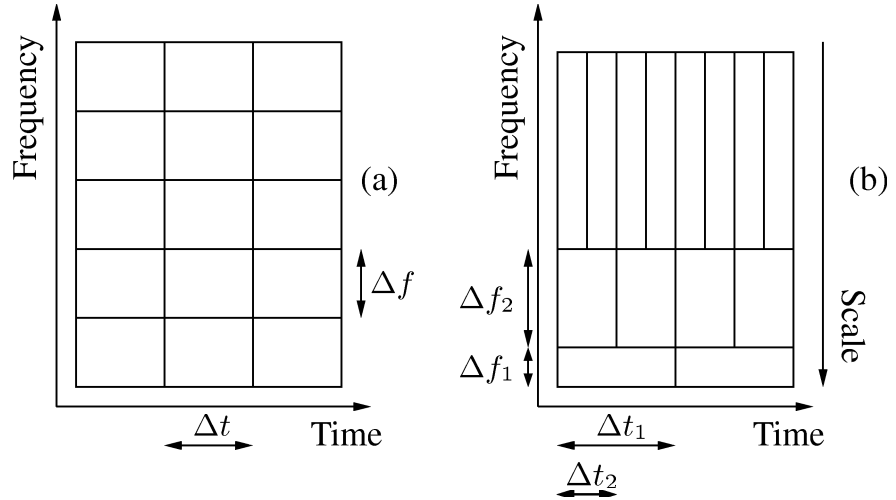 Frequency
(a)
Δf
Δt
Time
Frequency
(b)
Scale
Δf₂
Δf₁
Δt₁
Time
Δt₂